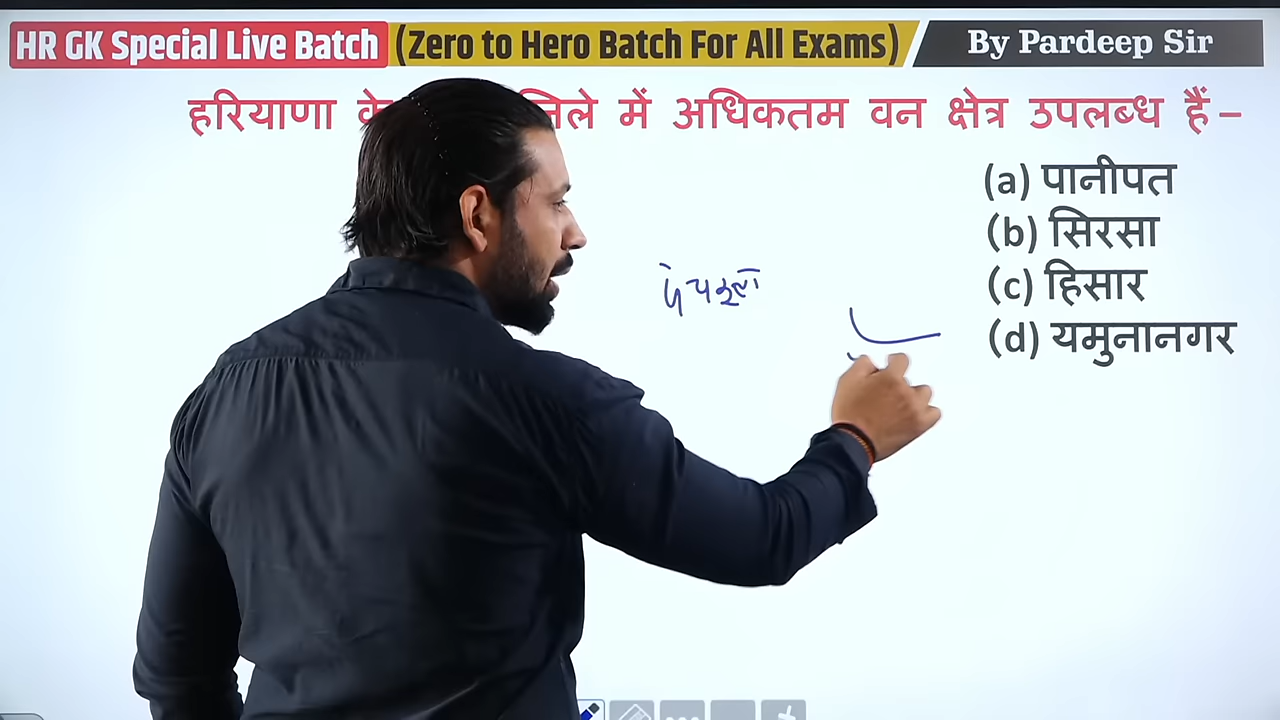 HR GK Special Live Batch (Zero to Hero Batch For All Exams) By Pardeep Sir
हरियाणा के जिले में अधिकतम वन क्षेत्र उपलब्ध हैं–
(a) पानीपत
(b) सिरसा
पंचकुला
(c) हिसार
(d) यमुनानगर